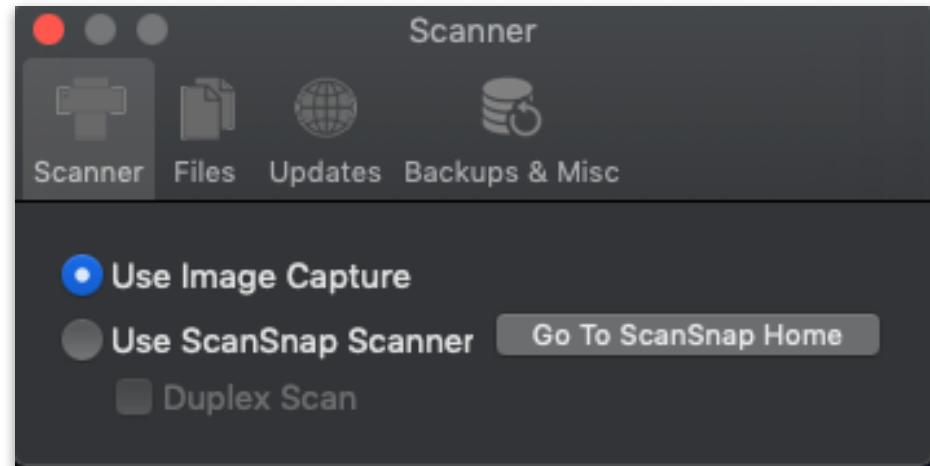 Scanner
Scanner Files Updates Backups & Misc
Use Image Capture
Use ScanSnap Scanner Go To ScanSnap Home
Duplex Scan